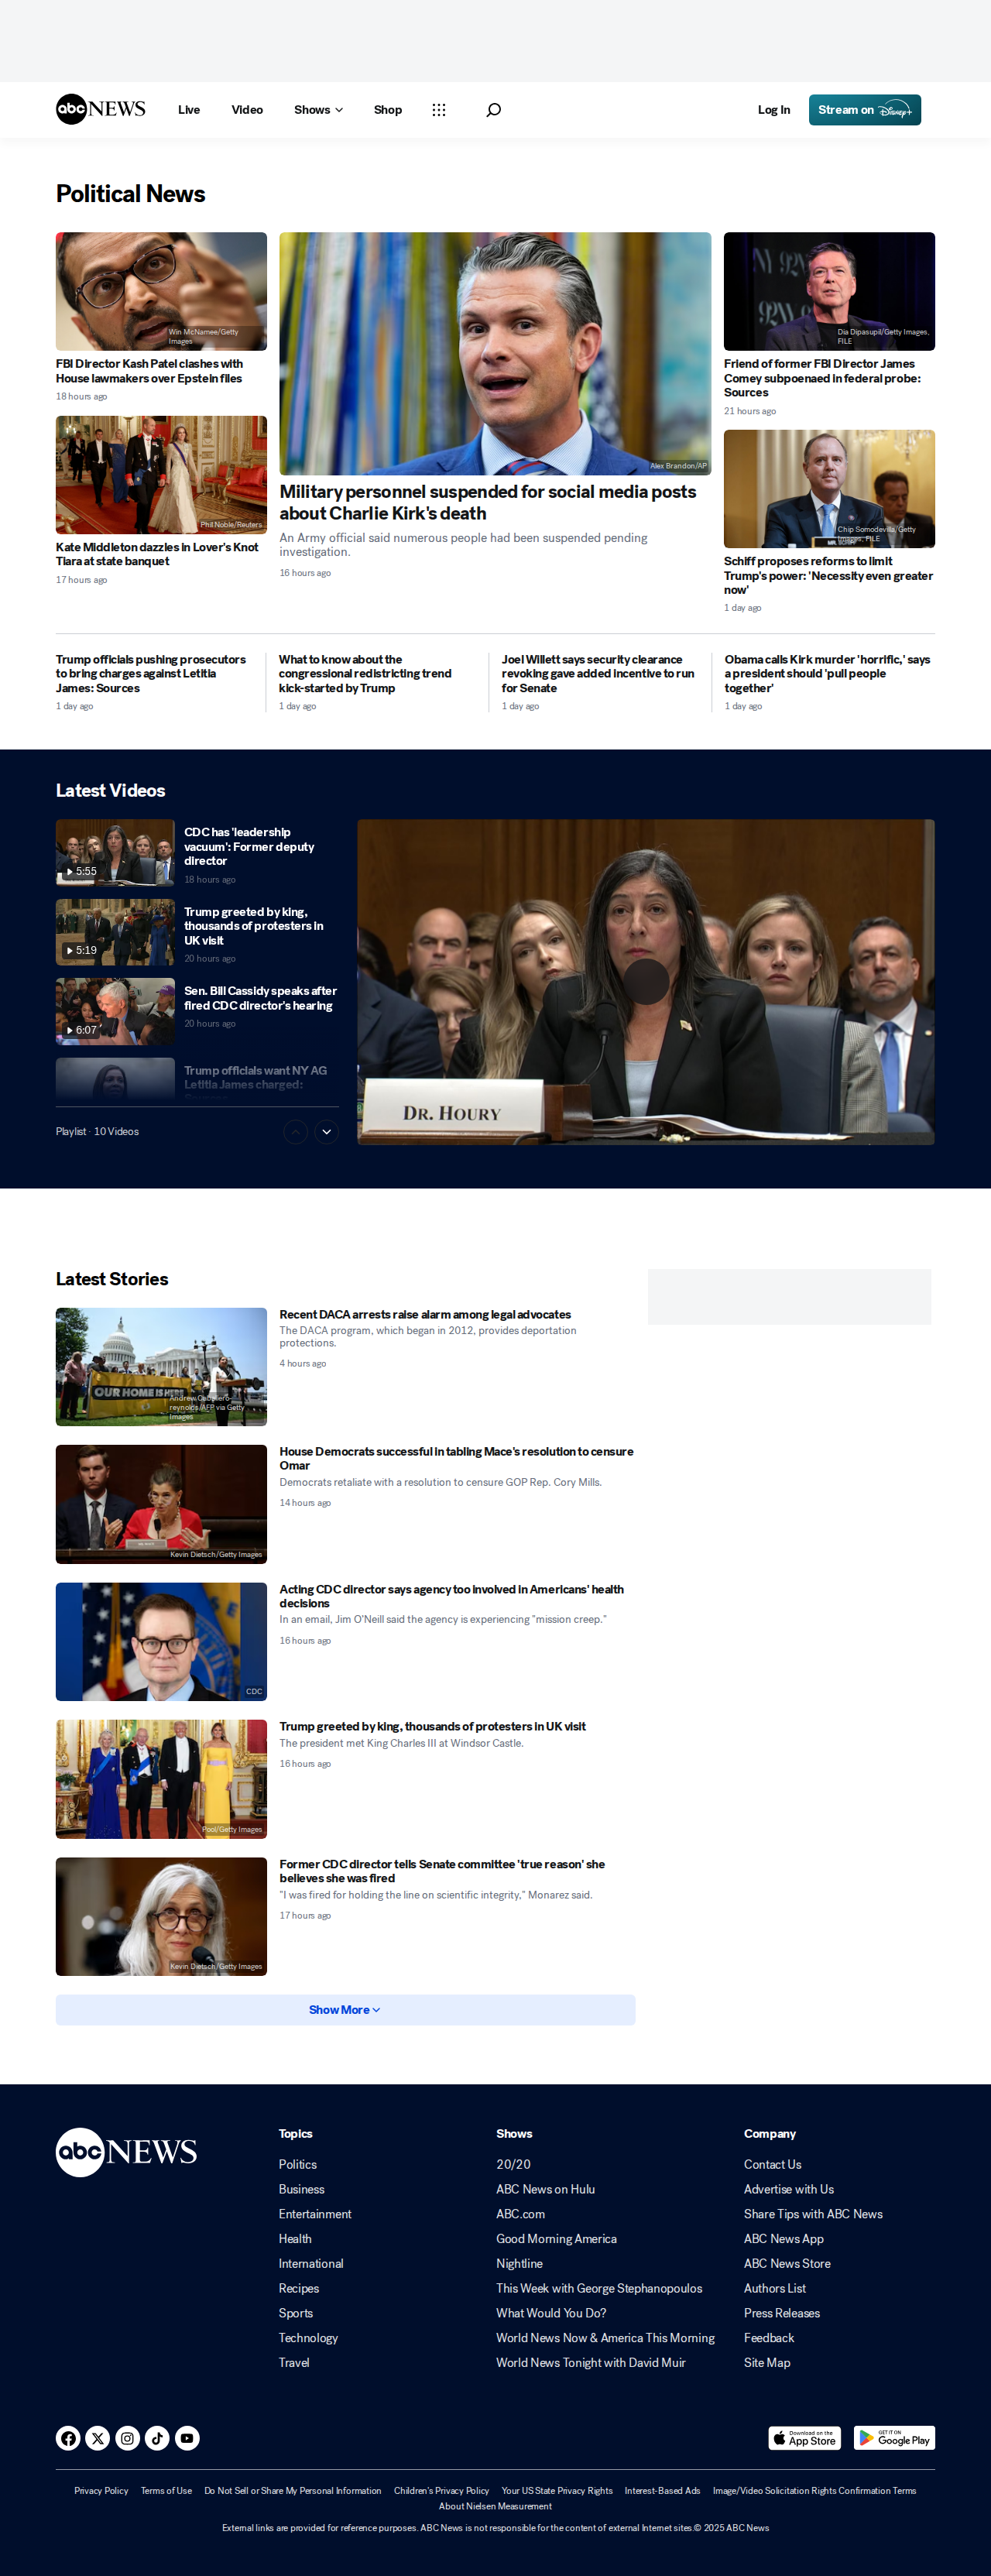 abc NEWS
Live
Video
Shows
Shop
Log In
Stream on Disney+
Political News
Win McNamee/Getty
Images
FBI Director Kash Patel clashes with
House lawmakers over Epstein files
18 hours ago
Phil Noble/Reuters
Kate Middleton dazzles in Lover's Knot
Tiara at state banquet
17 hours ago
Alex Brandon/AP
Military personnel suspended for social media posts
about Charlie Kirk's death
An Army official said numerous people had been suspended pending
investigation.
16 hours ago
92NY
Dia Dipasupil/Getty Images,
FILE
Friend of former FBI Director James
Comey subpoenaed in federal probe:
Sources
21 hours ago
Chip Somodevilla/Getty
Images, FILE
Schiff proposes reforms to limit
Trump's power: 'Necessity even greater
now'
1 day ago
Trump officials pushing prosecutors
to bring charges against Letitia
James: Sources
1 day ago
What to know about the
congressional redistricting trend
kick-started by Trump
1 day ago
Joel Willett says security clearance
revoking gave added incentive to run
for Senate
1 day ago
Obama calls Kirk murder 'horrific,' says
a president should 'pull people
together'
1 day ago
Latest Videos
5:55
CDC has 'leadership
vacuum': Former deputy
director
18 hours ago
5:19
Trump greeted by king,
thousands of protesters in
UK visit
20 hours ago
6:07
Sen. Bill Cassidy speaks after
fired CDC director's hearing
20 hours ago
Trump officials want NY AG
Letitia James charged:
Sources
Playlist · 10 Videos
DR. HOURY
Latest Stories
OUR HOME IS HERE
Andrew Caballero-
reynolds/AFP via Getty
Images
Recent DACA arrests raise alarm among legal advocates
The DACA program, which began in 2012, provides deportation
protections.
4 hours ago
Kevin Dietsch/Getty Images
House Democrats successful in tabling Mace's resolution to censure
Omar
Democrats retaliate with a resolution to censure GOP Rep. Cory Mills.
14 hours ago
CDC
Acting CDC director says agency too involved in Americans' health
decisions
In an email, Jim O'Neill said the agency is experiencing "mission creep."
16 hours ago
Pool/Getty Images
Trump greeted by king, thousands of protesters in UK visit
The president met King Charles III at Windsor Castle.
16 hours ago
Kevin Dietsch/Getty Images
Former CDC director tells Senate committee 'true reason' she
believes she was fired
"I was fired for holding the line on scientific integrity," Monarez said.
17 hours ago
Show More
abc NEWS
Topics
Politics
Business
Entertainment
Health
International
Recipes
Sports
Technology
Travel
Shows
20/20
ABC News on Hulu
ABC.com
Good Morning America
Nightline
This Week with George Stephanopoulos
What Would You Do?
World News Now & America This Morning
World News Tonight with David Muir
Company
Contact Us
Advertise with Us
Share Tips with ABC News
ABC News App
ABC News Store
Authors List
Press Releases
Feedback
Site Map
Download on the
App Store
GET IT ON
Google Play
Privacy Policy
Terms of Use
Do Not Sell or Share My Personal Information
Children's Privacy Policy
Your US State Privacy Rights
Interest-Based Ads
Image/Video Solicitation Rights Confirmation Terms
About Nielsen Measurement
External links are provided for reference purposes. ABC News is not responsible for the content of external Internet sites.© 2025 ABC News